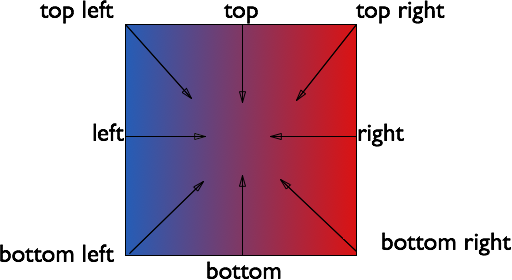 top left
top
top right
left
right
bottom left
bottom right
bottom